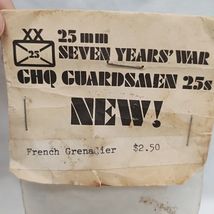 XX
25
25 mm
SEVEN YEARS' WAR
GHQ GUARDSMEN 25s
NEW!
French Grenadier $2.50